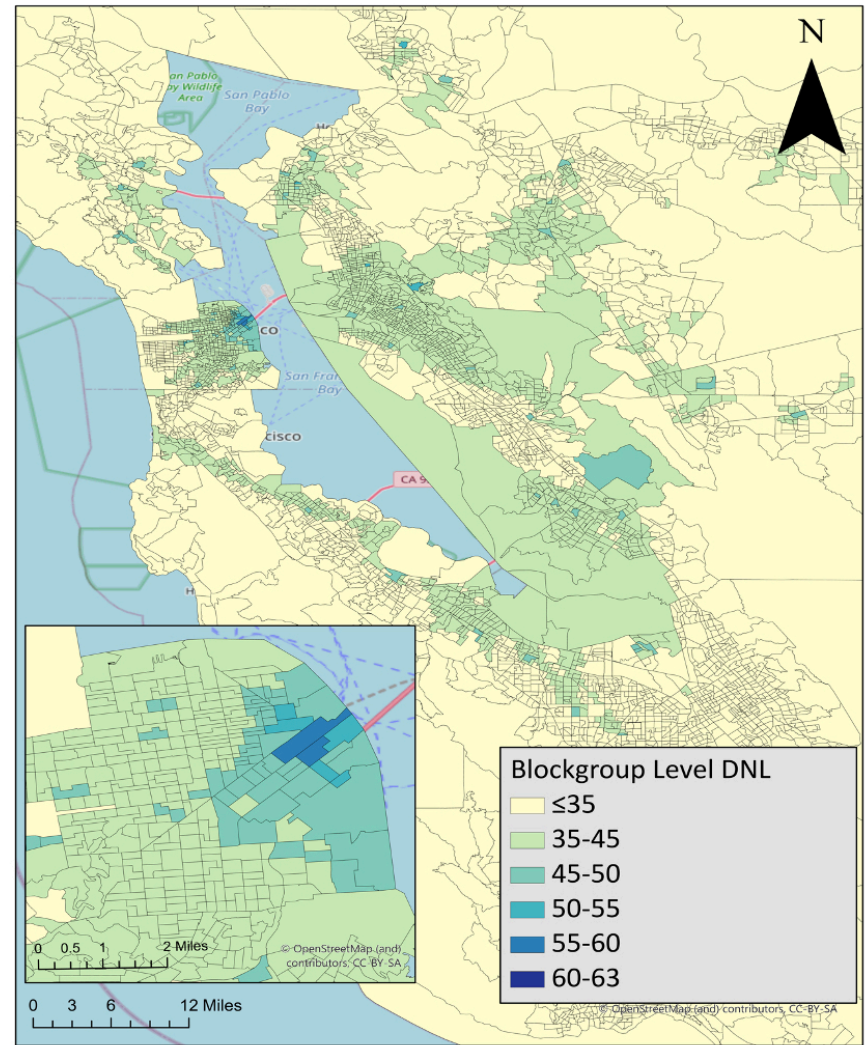 N
an Pablo
ay Wildlife
Area
San Pablo
Bay
CO
San Fran
Bay
cisco
CA 9
H
Blockgroup Level DNL
≤35
35-45
45-50
50-55
55-60
60-63
0 0.5 1 2 Miles
© OpenStreetMap (and)
contributors, CC-BY-SA
0 3 6 12 Miles
© OpenStreetMap (and) contributors, CC-BY-SA